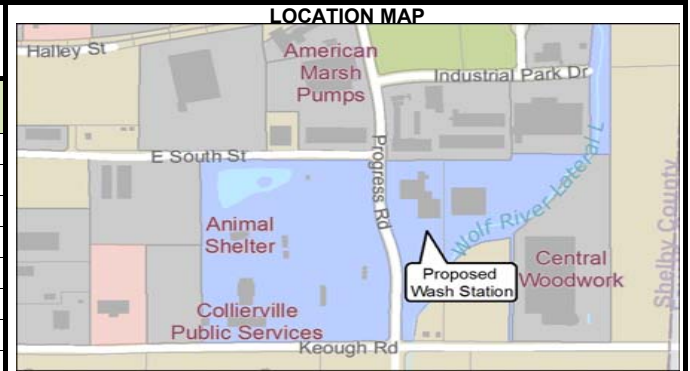 LOCATION MAP
Halley St
American
Marsh
Pumps
Industrial Park Dr
E South St
Progress Rd
Wolf River Lateral L
Animal
Shelter
Proposed
Wash Station
Central
Woodwork
Shelby County
Collierville
Public Services
Keough Rd